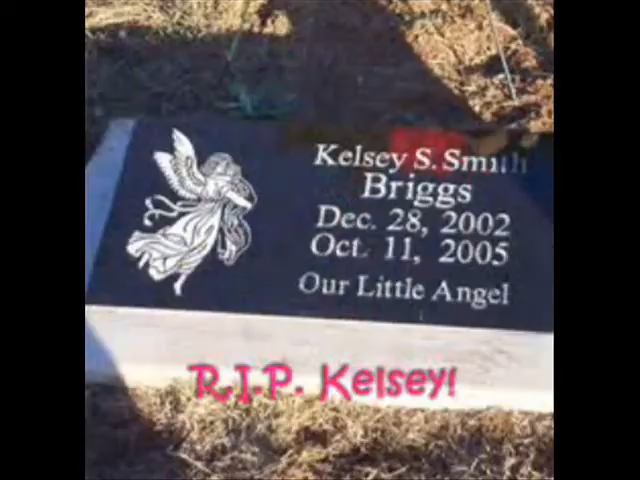 Kelsey S. Smith
Briggs
Dec. 28, 2002
Oct. 11, 2005
Our Little Angel
R.I.P. Kelsey!